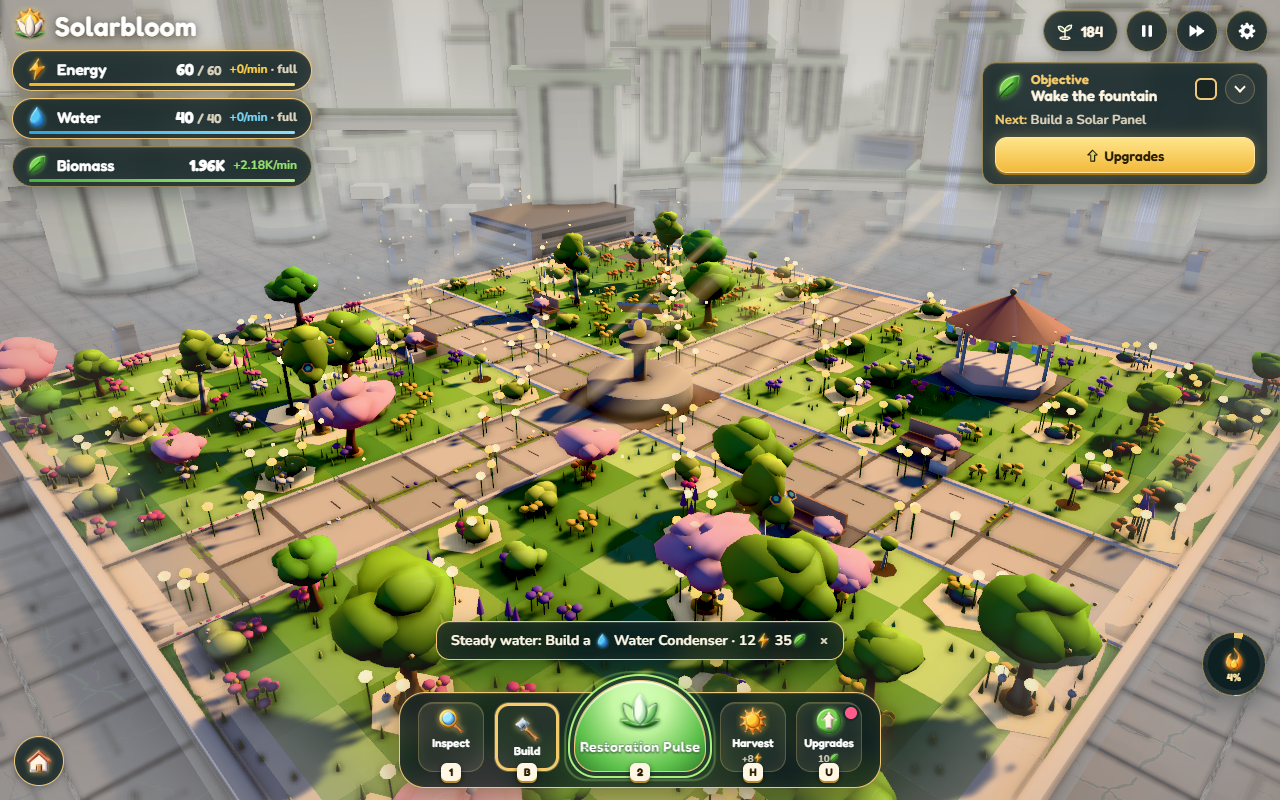 Solarbloom
Energy 60 / 60 +0/min · full
Water 40 / 40 +0/min · full
Biomass 1.96K +2.18K/min
184
Objective
Wake the fountain
Next: Build a Solar Panel
Upgrades
Steady water: Build a Water Condenser · 12 35 ×
4%
Inspect
1
Build
B
Restoration Pulse
2
Harvest
+8
H
Upgrades
10
U